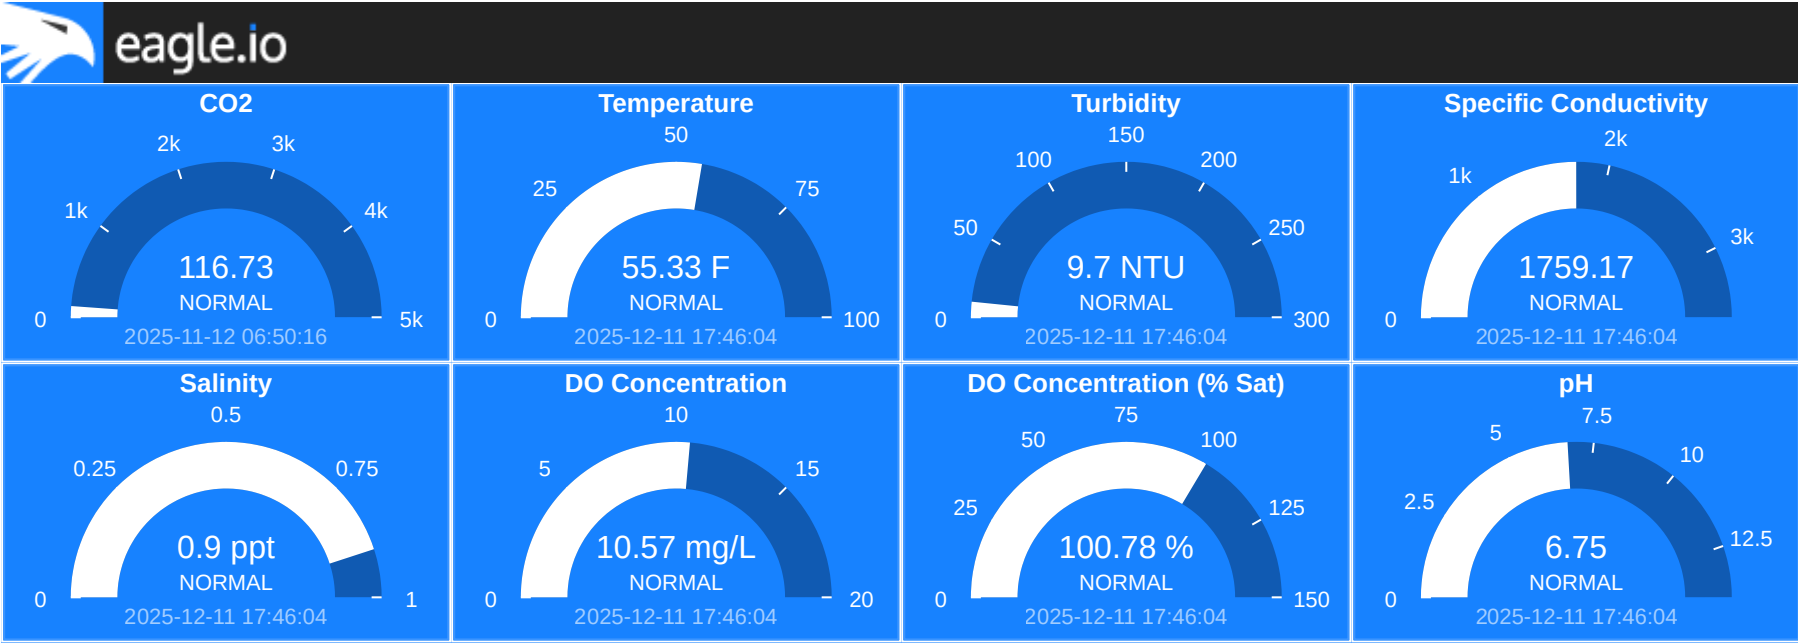 eagle.io
CO2
2k
3k
1k
4k
116.73
NORMAL
0
5k
2025-11-12 06:50:16
Temperature
50
25
75
55.33 F
NORMAL
0
100
2025-12-11 17:46:04
Turbidity
150
100
200
50
250
9.7 NTU
NORMAL
0
300
2025-12-11 17:46:04
Specific Conductivity
2k
1k
3k
1759.17
NORMAL
0
2025-12-11 17:46:04
Salinity
0.5
0.25
0.75
0.9 ppt
NORMAL
0
1
2025-12-11 17:46:04
DO Concentration
10
5
15
10.57 mg/L
NORMAL
0
20
2025-12-11 17:46:04
DO Concentration (% Sat)
75
50
100
25
125
100.78 %
NORMAL
0
150
2025-12-11 17:46:04
pH
7.5
5
10
2.5
12.5
6.75
NORMAL
0
2025-12-11 17:46:04